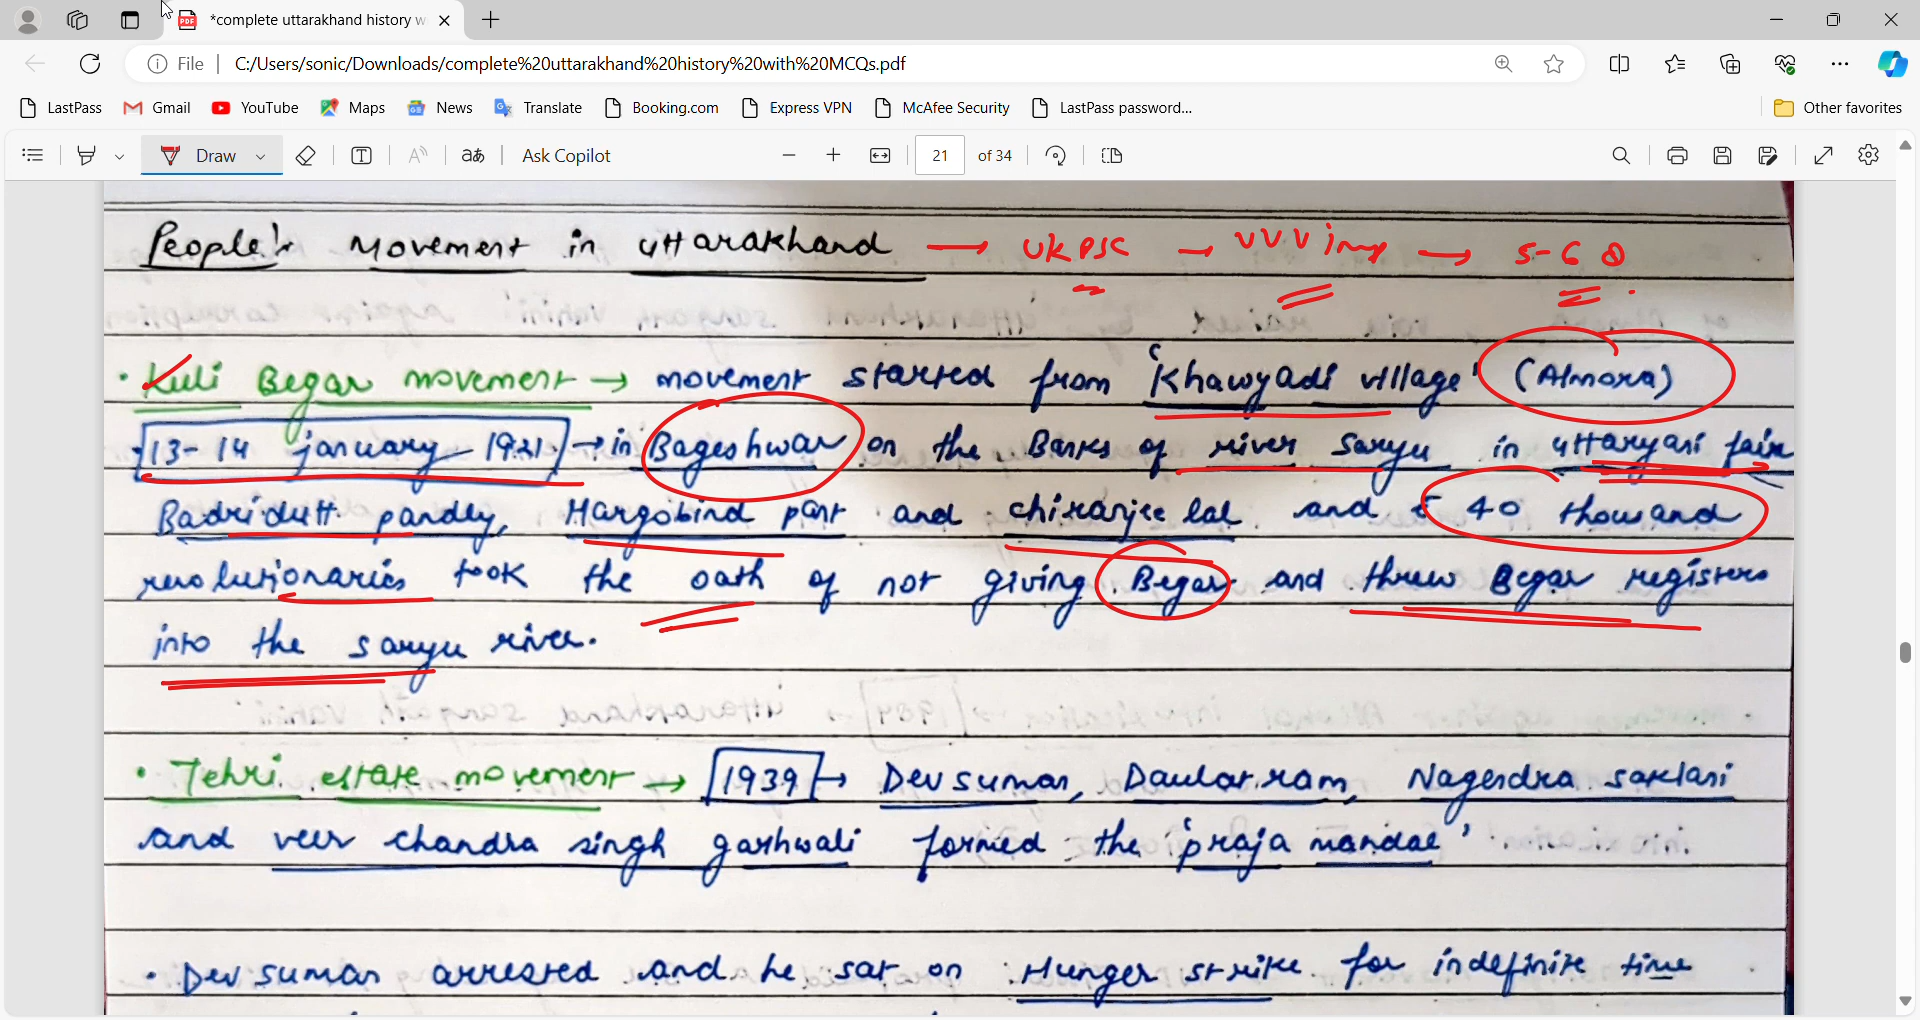 *complete uttarakhand history w
File
C:/Users/sonic/Downloads/complete%20uttarakhand%20history%20with%20MCQs.pdf
LastPass Gmail YouTube Maps News Translate Booking.com Express VPN McAfee Security LastPass password... Other favorites
Draw Ask Copilot 21 of 34
People's Movement in uttarakhand → UKPSC → VVV imp → 5-6 Q
• Kuli Begar movement → movement started from 'Khawyadi village' (Almora)
13-14 january 1921 → in Bageshwar on the Banks of river Saryu in uttaryani fair
Badridutt pandey, Hargobind pant and chiranjee lal and 40 thousand
revolutionaries took the oath of not giving Begar and threw Begar registers
into the saryu river.
• Tehri estate movement → 1939 → Dev suman, Daulat ram, Nagendra saklani
and veer chandra singh garhwali formed the 'praja mandal'
• Dev suman arrested and he sat on Hunger strike for indefinite time